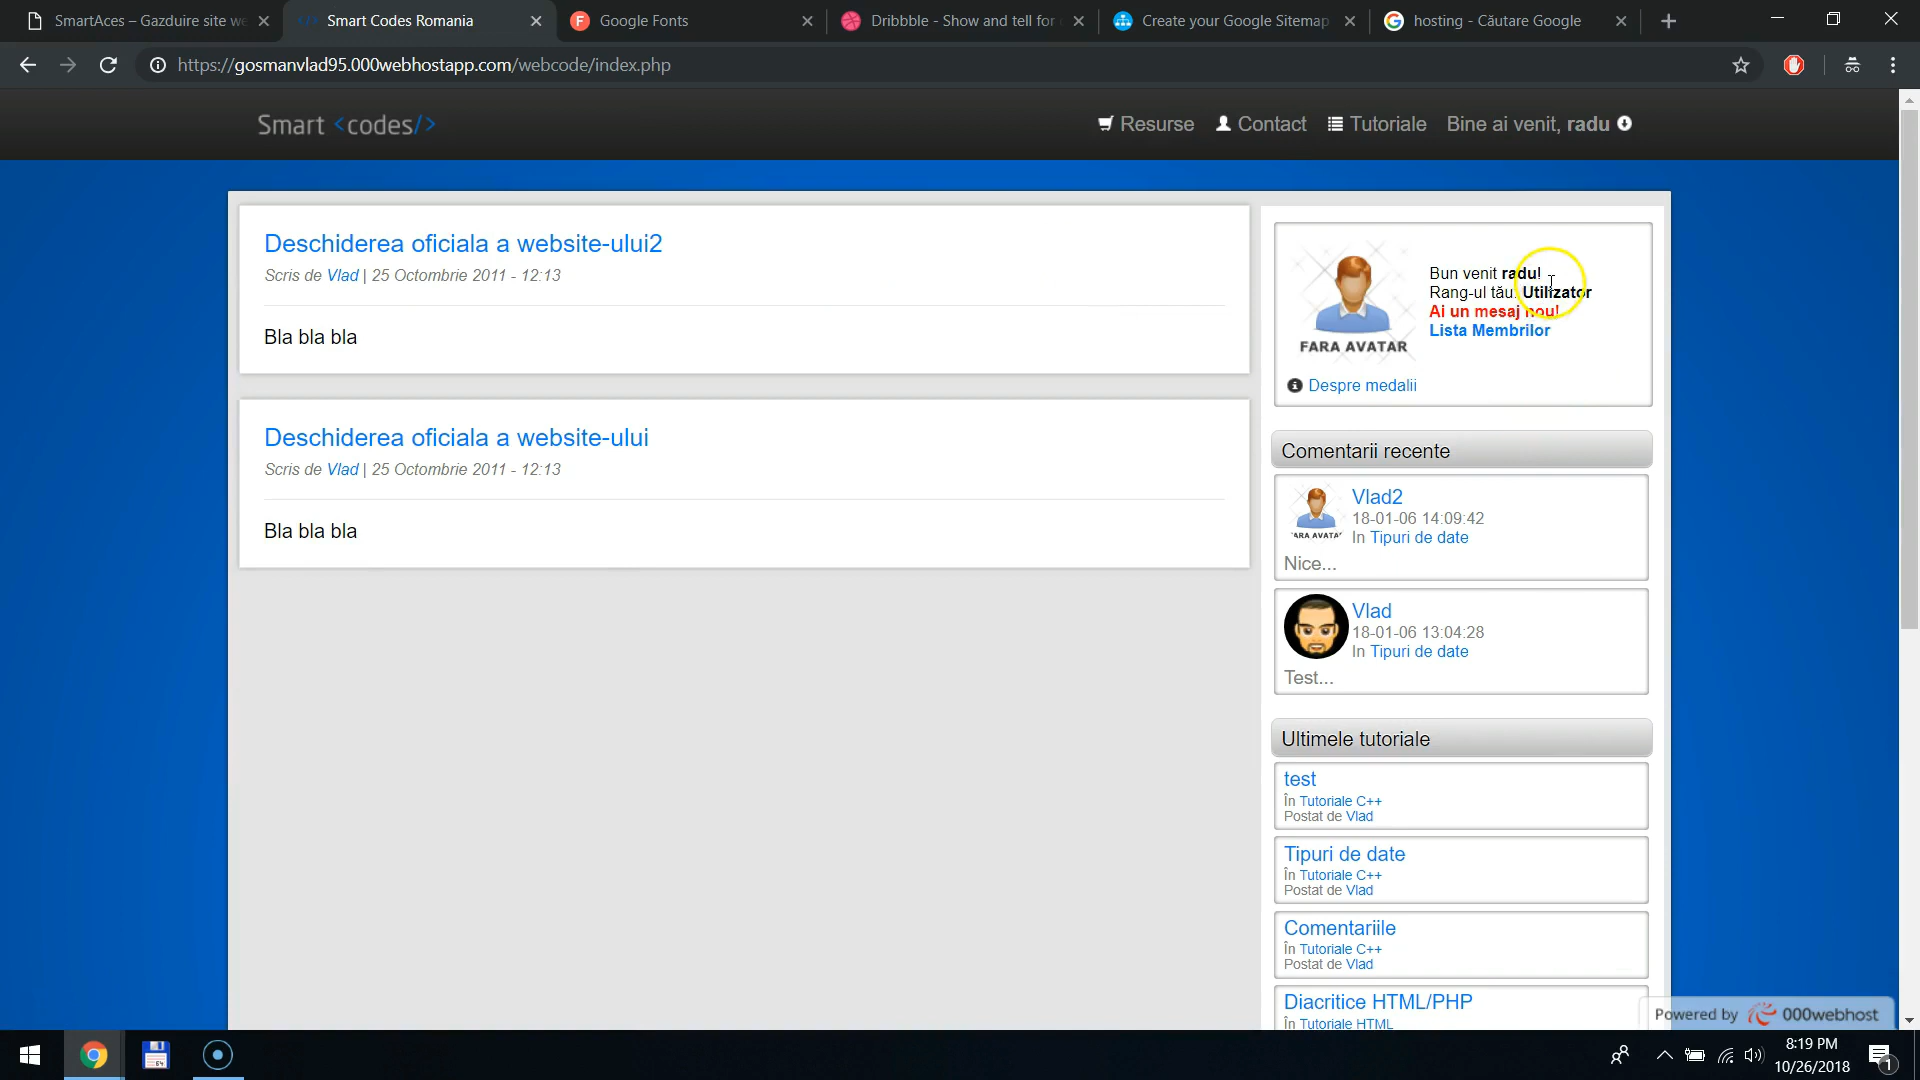 SmartAces – Gazduire site we
Smart Codes Romania
Google Fonts
Dribbble - Show and tell for
Create your Google Sitemap
hosting - Căutare Google
https://gosmanvlad95.000webhostapp.com/webcode/index.php
Smart <codes/>
Resurse
Contact
Tutoriale
Bine ai venit, radu
Deschiderea oficiala a website-ului2
Scris de Vlad | 25 Octombrie 2011 - 12:13
Bla bla bla
Deschiderea oficiala a website-ului
Scris de Vlad | 25 Octombrie 2011 - 12:13
Bla bla bla
FARA AVATAR
Bun venit radu!
Rang-ul tău: Utilizator
Ai un mesaj nou!
Lista Membrilor
Despre medalii
Comentarii recente
Vlad2
18-01-06 14:09:42
In Tipuri de date
Nice...
Vlad
18-01-06 13:04:28
In Tipuri de date
Test...
Ultimele tutoriale
test
În Tutoriale C++
Postat de Vlad
Tipuri de date
În Tutoriale C++
Postat de Vlad
Comentariile
În Tutoriale C++
Postat de Vlad
Diacritice HTML/PHP
În Tutoriale HTML
Powered by 000webhost
64
8:19 PM
10/26/2018
1